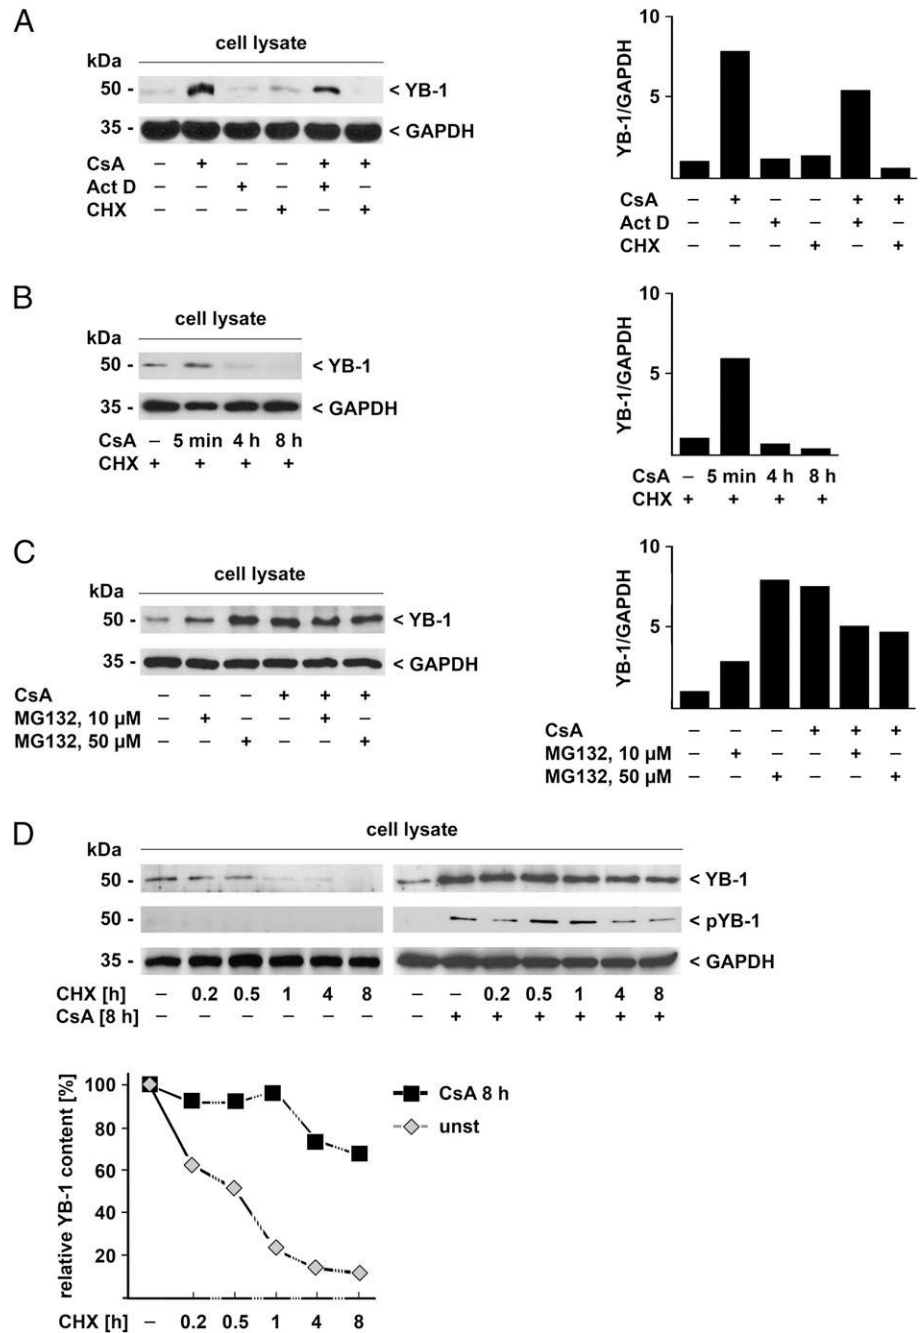 A
cell lysate
kDa
50 - < YB-1
35 - < GAPDH
CsA – + – – + +
Act D – – + – + –
CHX – – – + – +
YB-1/GAPDH
10
5
CsA – + – – + +
Act D – – + – + –
CHX – – – + – +
B
cell lysate
kDa
50 - < YB-1
35 - < GAPDH
CsA – 5 min 4 h 8 h
CHX + + + +
YB-1/GAPDH
10
5
CsA – 5 min 4 h 8 h
CHX + + + +
C
cell lysate
kDa
50 - < YB-1
35 - < GAPDH
CsA – – – + + +
MG132, 10 µM – + – – + –
MG132, 50 µM – – + – – +
YB-1/GAPDH
10
5
CsA – – – + + +
MG132, 10 µM – + – – + –
MG132, 50 µM – – + – – +
D
cell lysate
kDa
50 - < YB-1
50 - < pYB-1
35 - < GAPDH
CHX [h] – 0.2 0.5 1 4 8 – – 0.2 0.5 1 4 8
CsA [8 h] – – – – – – – + + + + + +
relative YB-1 content [%]
100
80
60
40
20
CsA 8 h
unst
CHX [h] – 0.2 0.5 1 4 8